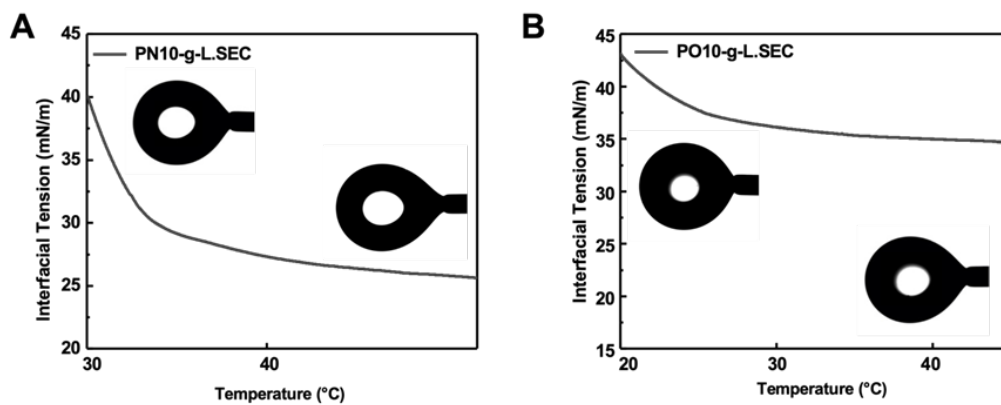 A
B
PN10-g-L.SEC
PO10-g-L.SEC
Interfacial Tension (mN/m)
45
40
35
30
25
20
30
40
Temperature (°C)
Interfacial Tension (mN/m)
45
40
35
30
25
20
15
20
30
40
Temperature (°C)